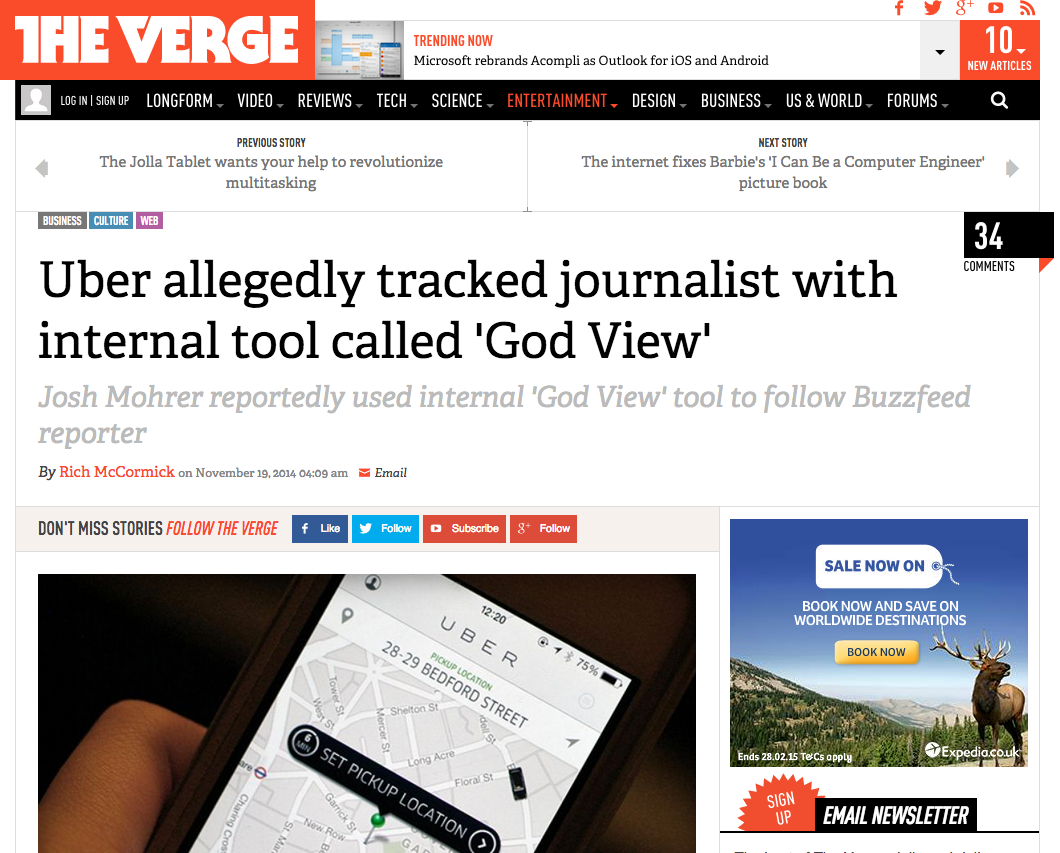 THE VERGE
TRENDING NOW
Microsoft rebrands Acompli as Outlook for iOS and Android
10
NEW ARTICLES
LOG IN | SIGN UP LONGFORM VIDEO REVIEWS TECH SCIENCE ENTERTAINMENT DESIGN BUSINESS US & WORLD FORUMS
PREVIOUS STORY
The Jolla Tablet wants your help to revolutionize
multitasking
NEXT STORY
The internet fixes Barbie's 'I Can Be a Computer Engineer'
picture book
BUSINESS CULTURE WEB
34
COMMENTS
Uber allegedly tracked journalist with
internal tool called 'God View'
Josh Mohrer reportedly used internal 'God View' tool to follow Buzzfeed
reporter
By Rich McCormick on November 19, 2014 04:09 am Email
DON'T MISS STORIES FOLLOW THE VERGE Like Follow Subscribe Follow
12:20
75%
UBER
PICKUP LOCATION
28-29 BEDFORD STREET
Tower St
West St
Mercer St
Shelton St
dell St
Long Acre
Floral St
6
MIN
SET PICKUP LOCATION
Garrick St
New Row
Charing Cross
SALE NOW ON
BOOK NOW AND SAVE ON
WORLDWIDE DESTINATIONS
BOOK NOW
Ends 28.02.15 T&Cs apply
Expedia.co.uk
SIGN
UP
EMAIL NEWSLETTER